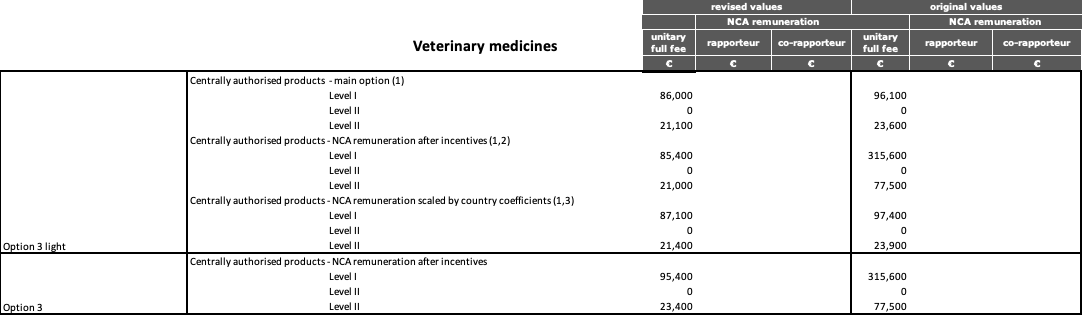 revised values original values
NCA remuneration NCA remuneration
Veterinary medicines unitary full fee rapporteur co-rapporteur unitary full fee rapporteur co-rapporteur
€ € € € € €
Centrally authorised products - main option (1)
Level I 86,000 96,100
Level II 0 0
Level II 21,100 23,600
Centrally authorised products - NCA remuneration after incentives (1,2)
Level I 85,400 315,600
Level II 0 0
Level II 21,000 77,500
Centrally authorised products - NCA remuneration scaled by country coefficients (1,3)
Level I 87,100 97,400
Level II 0 0
Option 3 light Level II 21,400 23,900
Centrally authorised products - NCA remuneration after incentives
Level I 95,400 315,600
Level II 0 0
Option 3 Level II 23,400 77,500